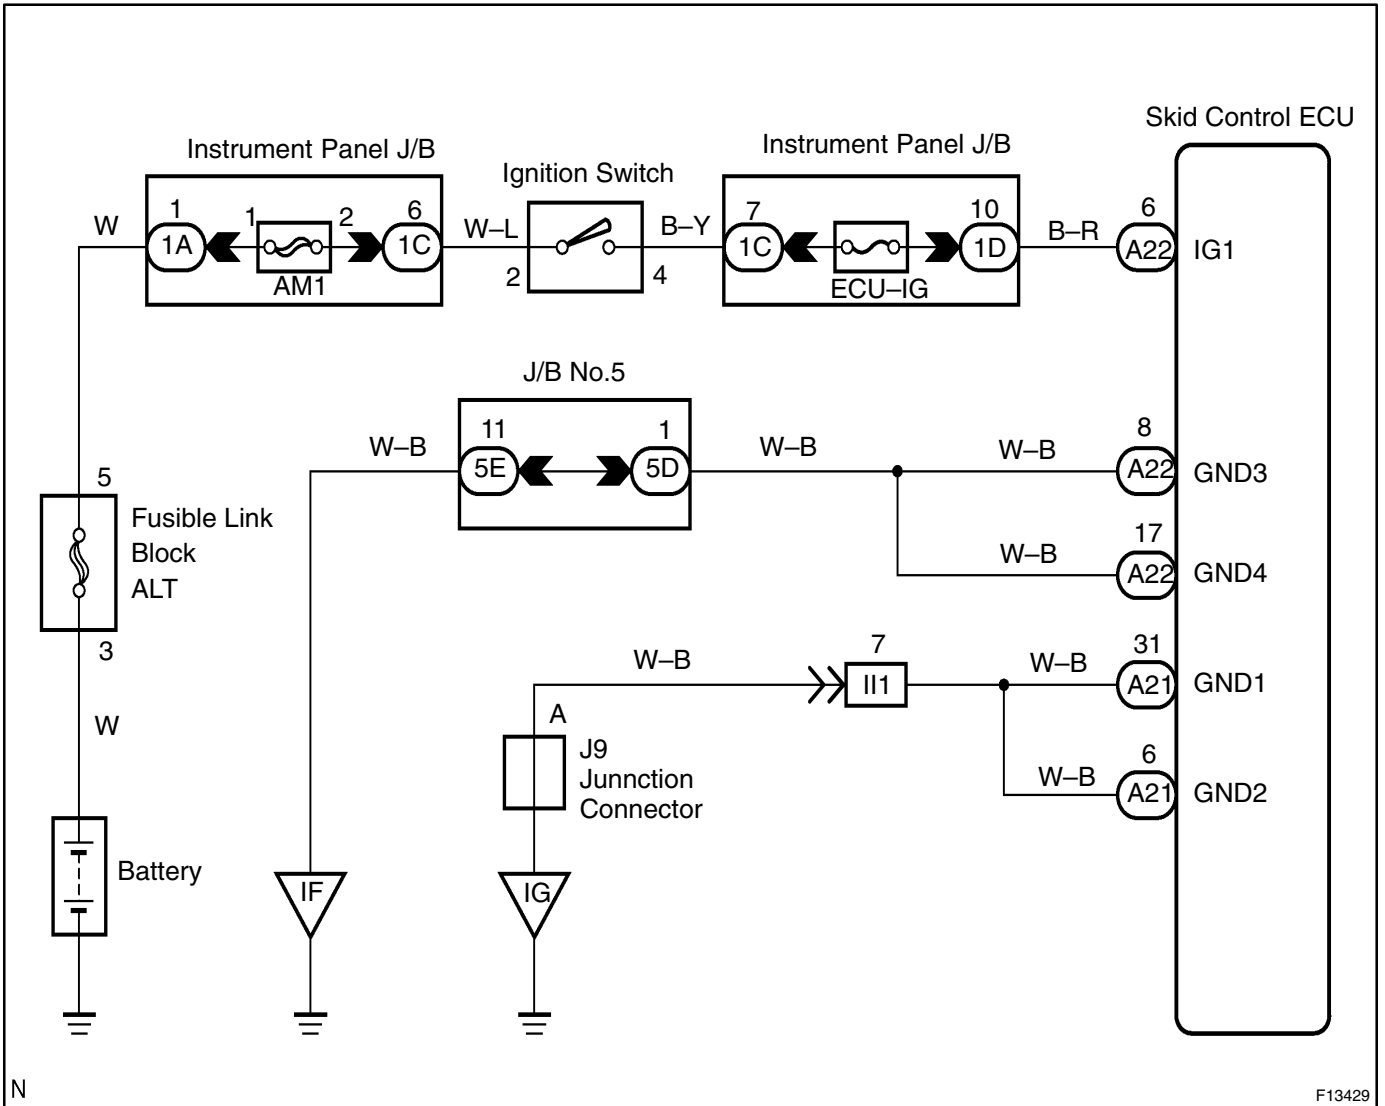 Skid Control ECU
Instrument Panel J/B
Ignition Switch
Instrument Panel J/B
W
1
1A
1
2
AM1
6
1C
W–L
2
4
B–Y
7
1C
ECU–IG
10
1D
B–R
6
A22
IG1
J/B No.5
W–B
11
5E
1
5D
W–B
W–B
8
A22
GND3
W–B
17
A22
GND4
5
Fusible Link
Block
ALT
3
W
W–B
7
II1
W–B
31
A21
GND1
W–B
6
A21
GND2
A
J9
Junnction
Connector
Battery
IF
IG
N
F13429